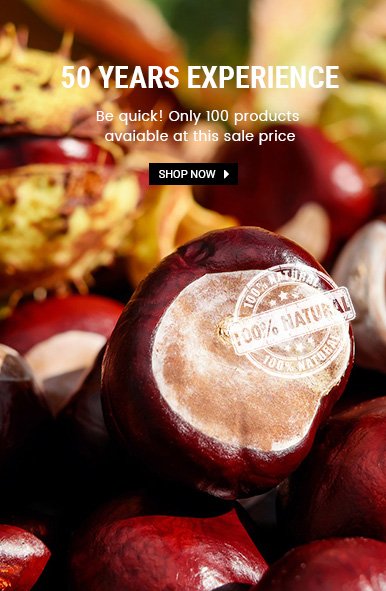 50 YEARS EXPERIENCE
Be quick! Only 100 products
avaiable at this sale price
SHOP NOW
100% NATURAL
100% NATURAL
100% NATURAL